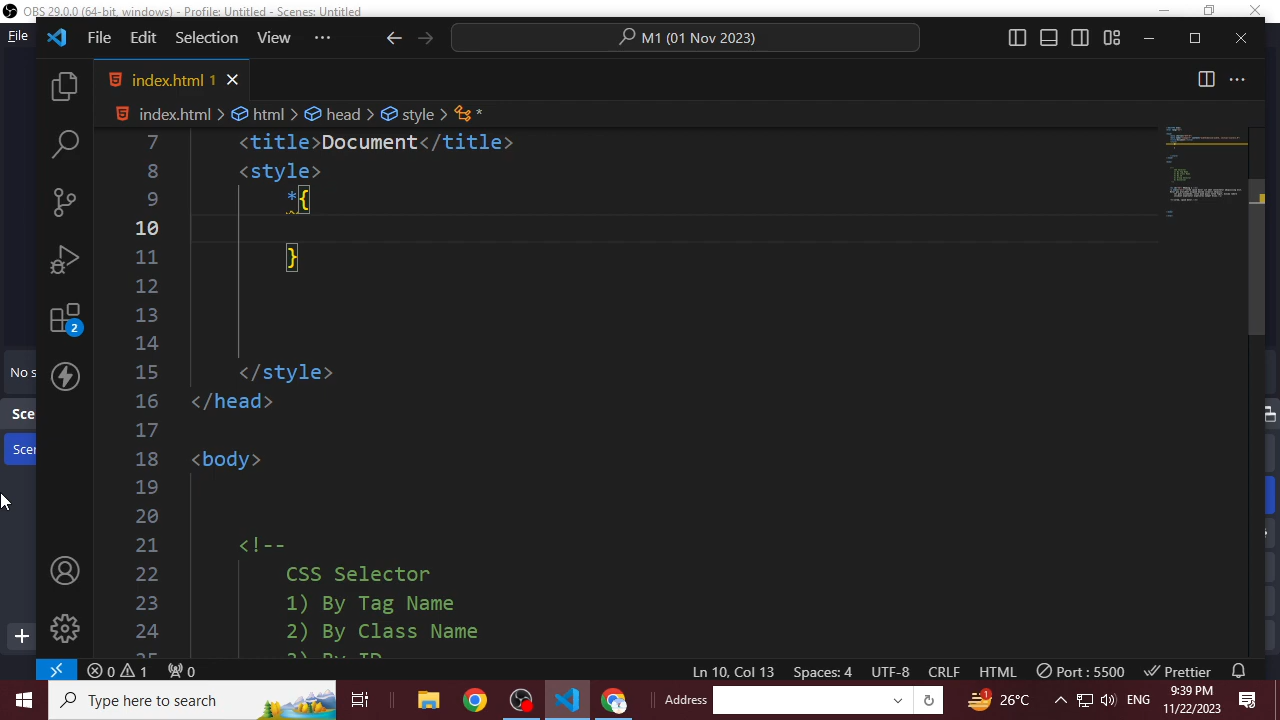 OBS 29.0.0 (64-bit, windows) - Profile: Untitled - Scenes: Untitled
File
File Edit Selection View ···
M1 (01 Nov 2023)
index.html 1
index.html > html > head > style > *
7 <title>Document</title>
8 <style>
9 *{
10
11 }
12
13
14
15 </style>
16 </head>
17
18 <body>
19
20
21 <!--
22 CSS Selector
23 1) By Tag Name
24 2) By Class Name
2
No s
Sce
Scen
0 1 0
Ln 10, Col 13 Spaces: 4 UTF-8 CRLF HTML Port : 5500 Prettier
Type here to search
Address
1
26°C
ENG
9:39 PM
11/22/2023